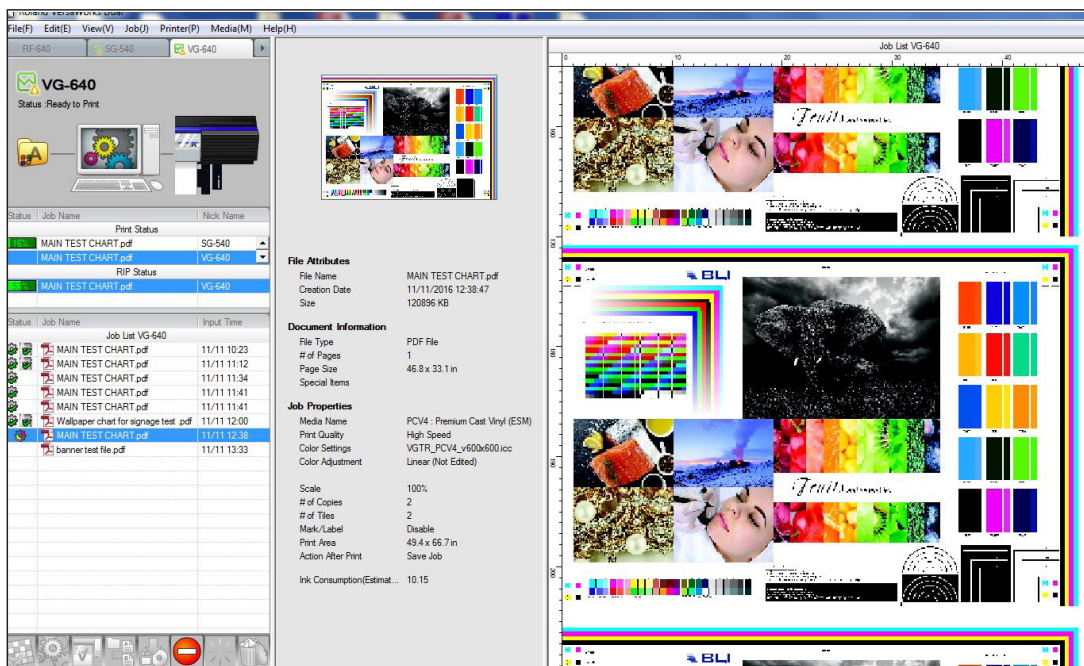 Roland VersaWorks Dual
File(F) Edit(E) View(V) Job(J) Printer(P) Media(M) Help(H)
RF-640 SG-540 VG-640
VG-640
Status :Ready to Print
Status Job Name Nick Name
Print Status
16% MAIN TEST CHART.pdf SG-540
MAIN TEST CHART.pdf VG-640
RIP Status
MAIN TEST CHART.pdf VG-640
Status Job Name Input Time
Job List VG-640
MAIN TEST CHART.pdf 11/11 10:23
MAIN TEST CHART.pdf 11/11 11:12
MAIN TEST CHART.pdf 11/11 11:34
MAIN TEST CHART.pdf 11/11 11:41
MAIN TEST CHART.pdf 11/11 11:41
Wallpaper chart for signage test .pdf 11/11 12:00
MAIN TEST CHART.pdf 11/11 12:38
banner test file.pdf 11/11 13:33
File Attributes
File Name MAIN TEST CHART.pdf
Creation Date 11/11/2016 12:38:47
Size 120896 KB
Document Information
File Type PDF File
# of Pages 1
Page Size 46.8 x 33.1 in
Special Items
Job Properties
Media Name PCV4 : Premium Cast Vinyl (ESM)
Print Quality High Speed
Color Settings VGTR_PCV4_v600x600.icc
Color Adjustment Linear (Not Edited)
Scale 100%
# of Copies 2
# of Tiles 2
Mark/Label Disable
Print Area 49.4 x 66.7 in
Action After Print Save Job
Ink Consumption(Estimat... 10.15
Job List VG-640
0 10 20 30 40
Fruit
BLI
190
Fruit
200
BLI